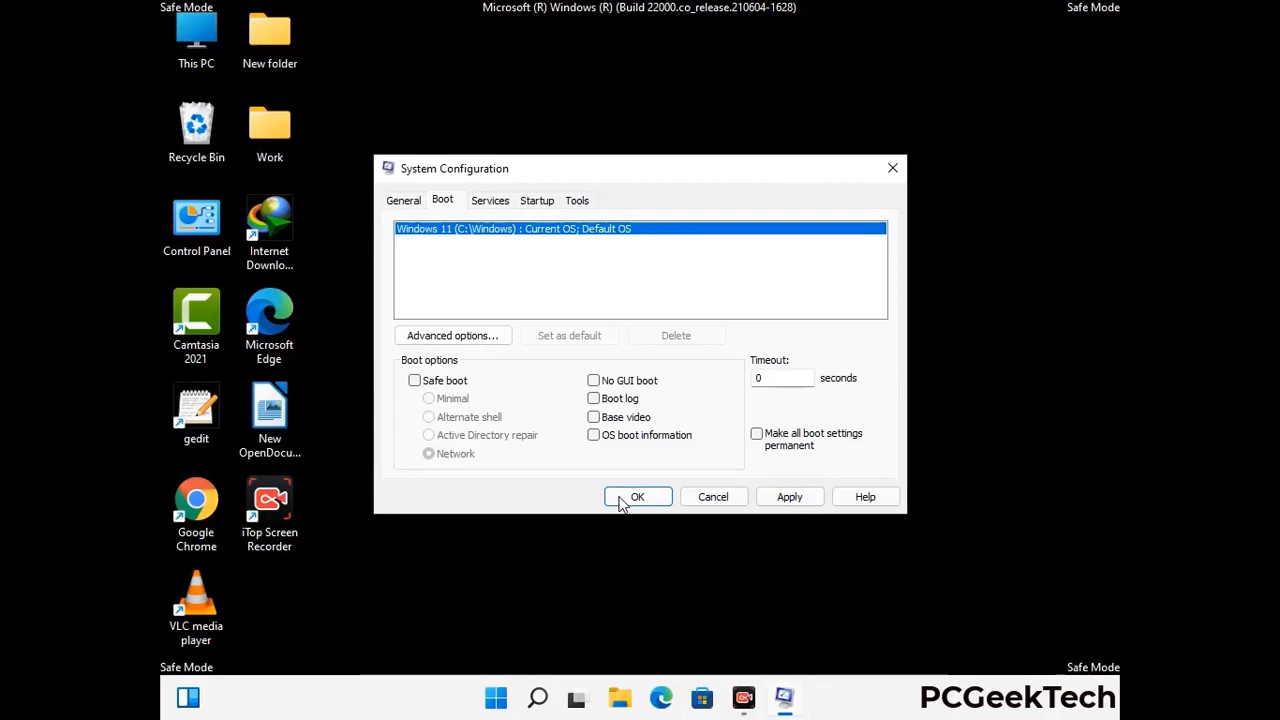 Safe Mode
Microsoft (R) Windows (R) (Build 22000.co_release.210604-1628)
Safe Mode
This PC
New folder
Recycle Bin
Work
Control Panel
Internet
Downlo...
Camtasia
2021
Microsoft
Edge
gedit
New
OpenDocu...
Google
Chrome
iTop Screen
Recorder
VLC media
player
System Configuration
General
Boot
Services
Startup
Tools
Windows 11 (C:\Windows) : Current OS; Default OS
Advanced options...
Set as default
Delete
Boot options
Safe boot
Minimal
Alternate shell
Active Directory repair
Network
No GUI boot
Boot log
Base video
OS boot information
Timeout:
0 seconds
Make all boot settings
permanent
OK
Cancel
Apply
Help
Safe Mode
Safe Mode
PCGeekTech